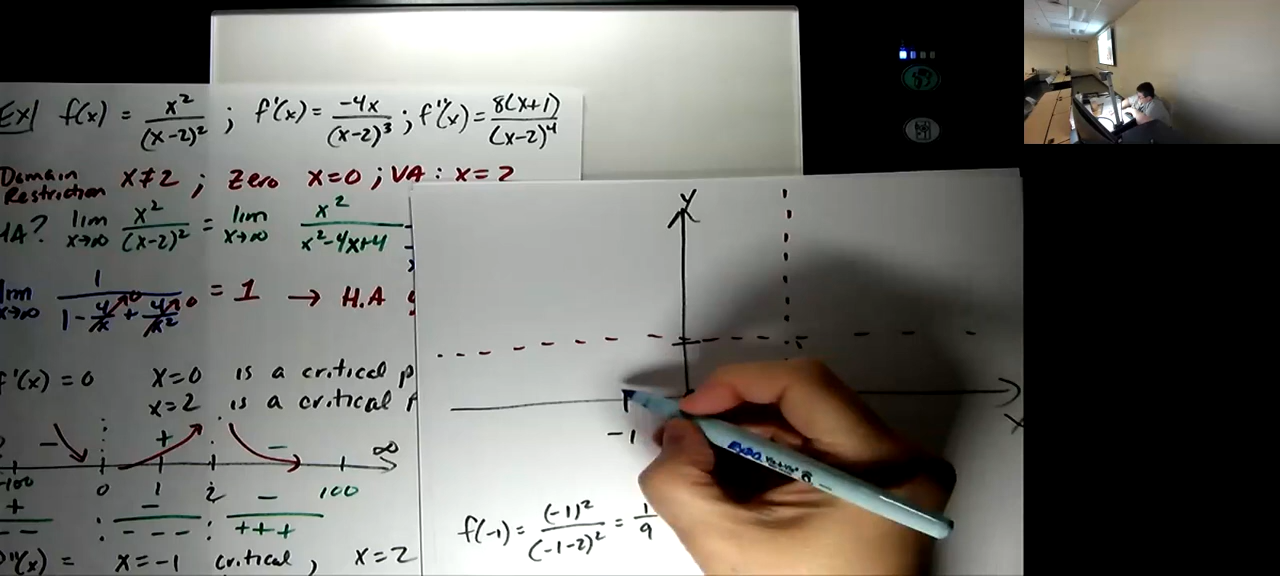 Ex| f(x) = x²/(x-2)² ; f'(x) = -4x/(x-2)³ ; f''(x) = 8(x+1)/(x-2)⁴
Domain Restriction x≠2 ; Zero x=0 ; VA : x=2
HA? lim x→∞ x²/(x-2)² = lim x→∞ x²/(x²-4x+4)
lim x→∞ 1/(1 - 4/x + 4/x²) = 1 → H.A
0 0
f'(x) = 0 x=0 is a critical
x=2 is a critical
- + - ∞
-100 0 1 2 100
+ - -
--- +++
x=-1 critical, x=2
y
x
-1
f(-1) = (-1)²/(-1-2)² = 1/9
EXPO